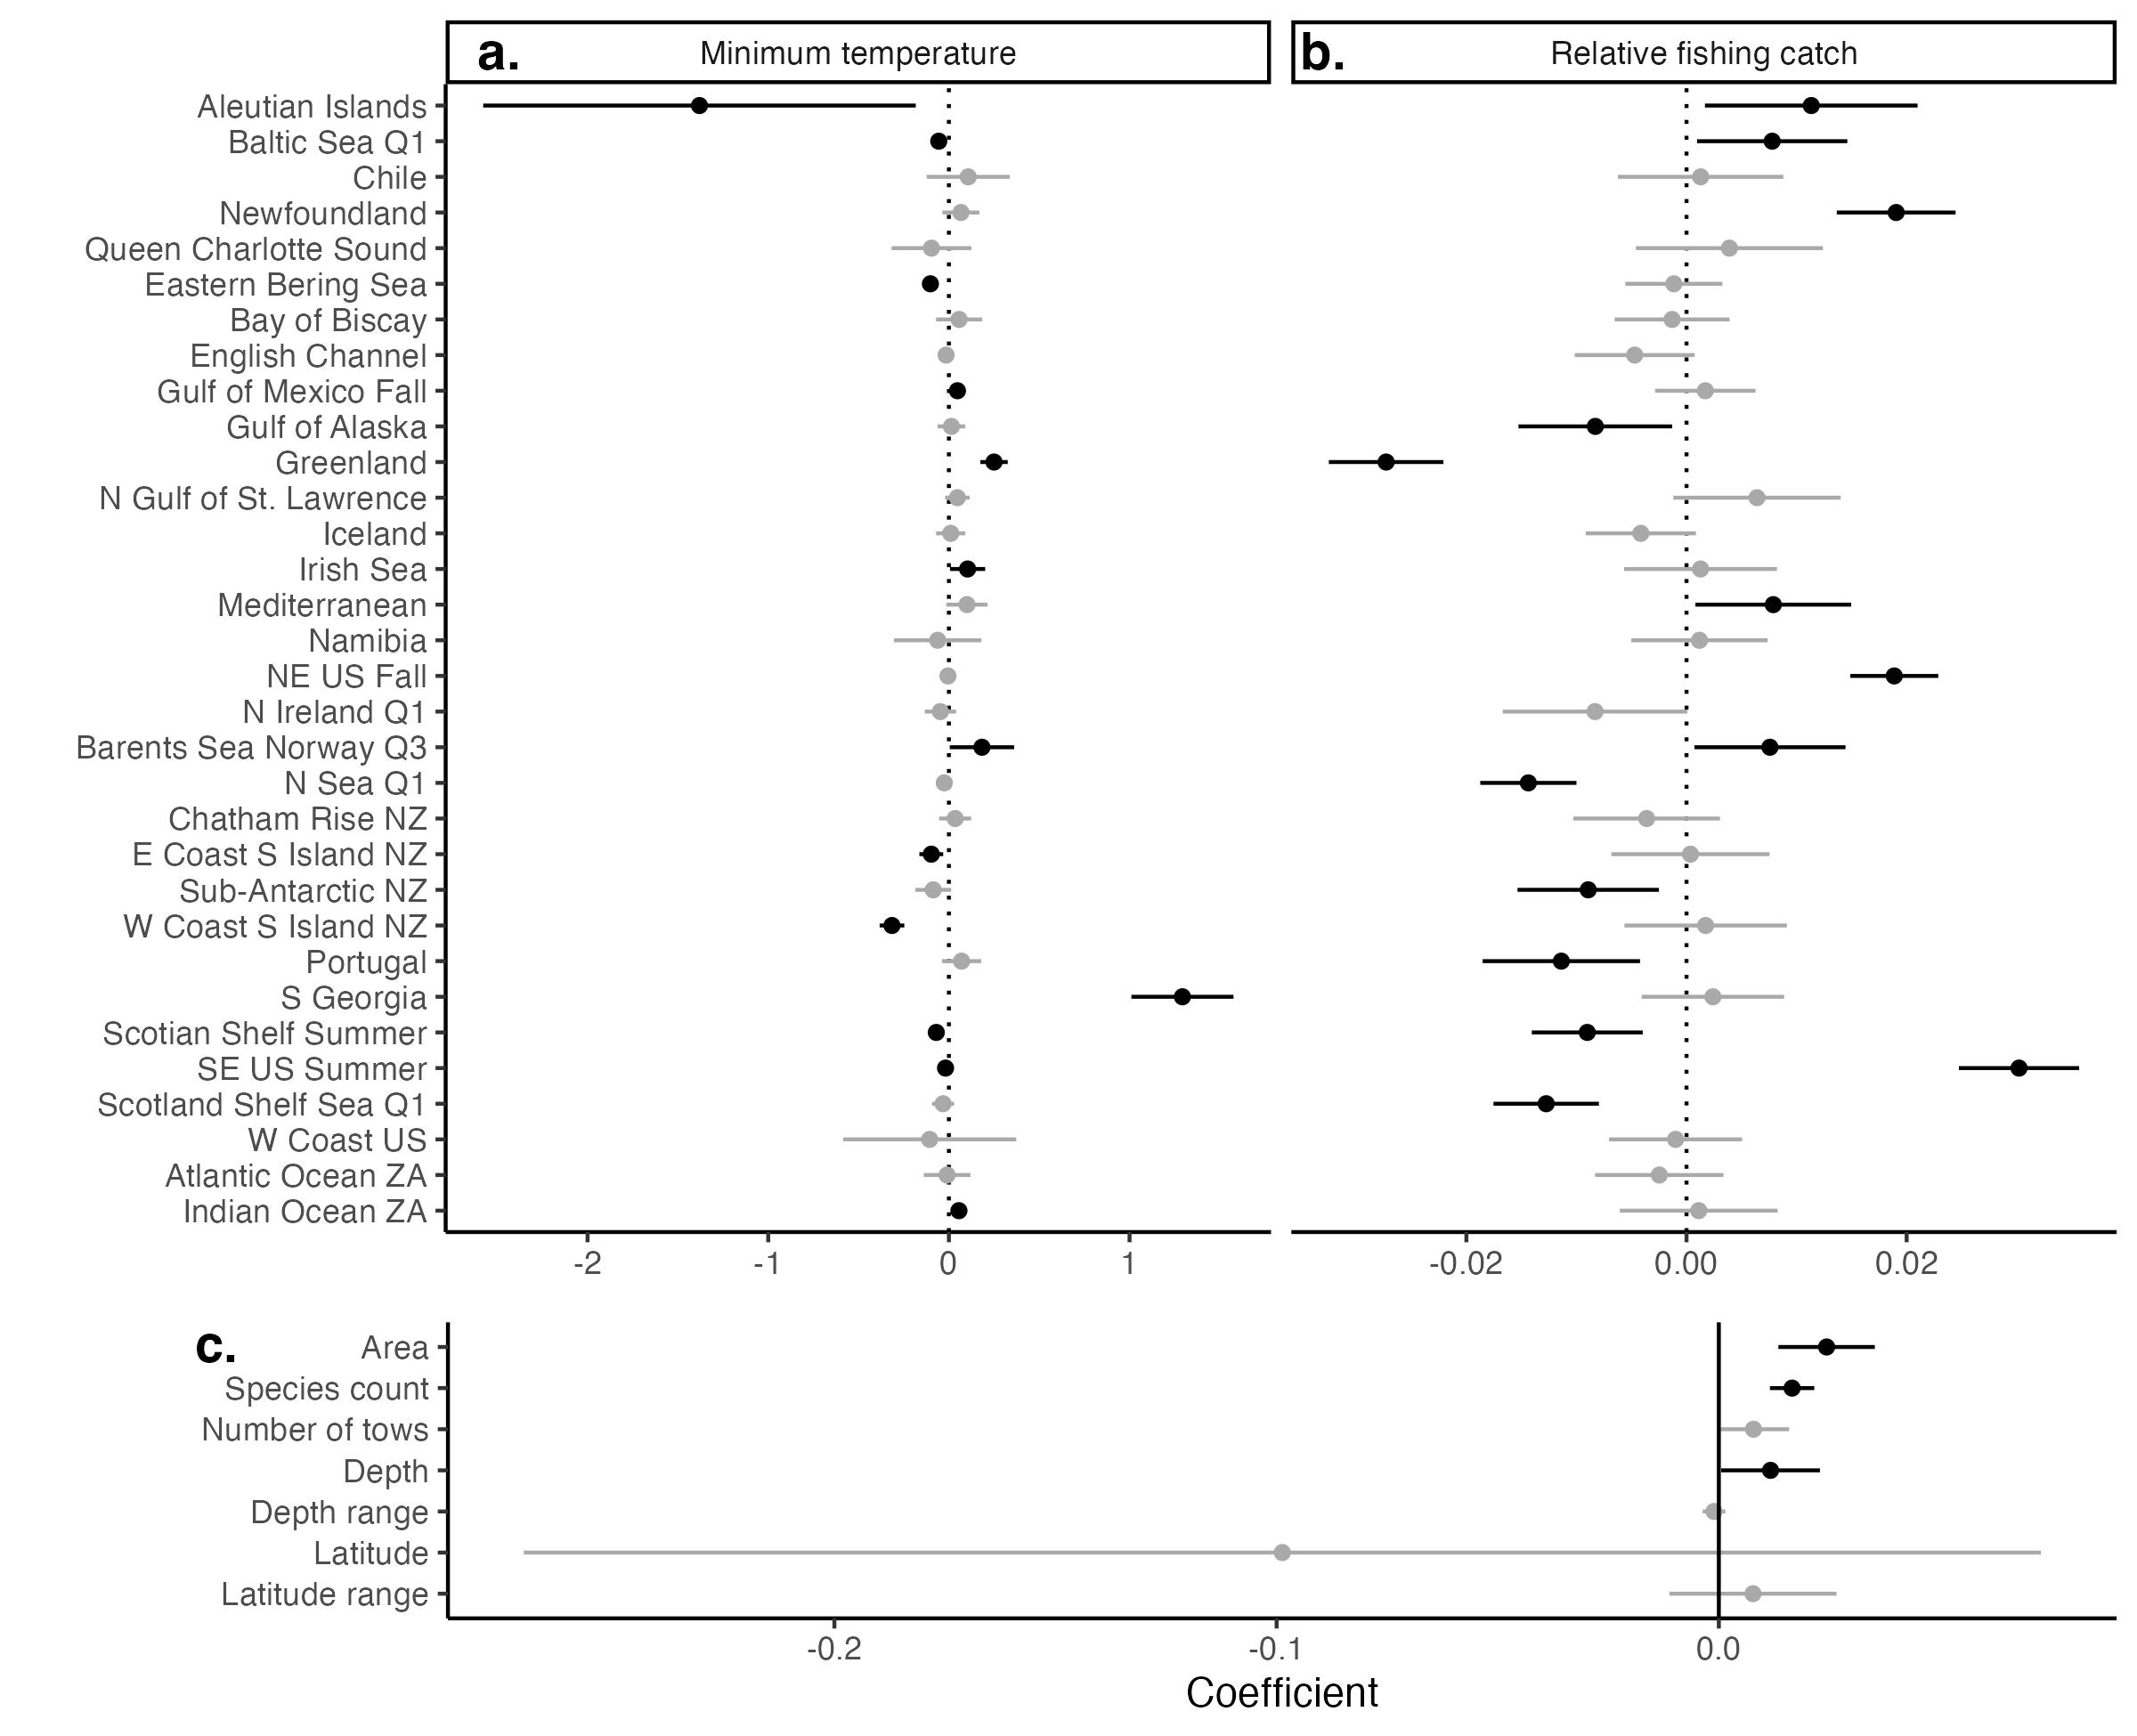 a. Minimum temperature
b. Relative fishing catch
Aleutian Islands
Baltic Sea Q1
Chile
Newfoundland
Queen Charlotte Sound
Eastern Bering Sea
Bay of Biscay
English Channel
Gulf of Mexico Fall
Gulf of Alaska
Greenland
N Gulf of St. Lawrence
Iceland
Irish Sea
Mediterranean
Namibia
NE US Fall
N Ireland Q1
Barents Sea Norway Q3
N Sea Q1
Chatham Rise NZ
E Coast S Island NZ
Sub-Antarctic NZ
W Coast S Island NZ
Portugal
S Georgia
Scotian Shelf Summer
SE US Summer
Scotland Shelf Sea Q1
W Coast US
Atlantic Ocean ZA
Indian Ocean ZA
-2 -1 0 1
-0.02 0.00 0.02
c.
Area
Species count
Number of tows
Depth
Depth range
Latitude
Latitude range
-0.2 -0.1 0.0
Coefficient